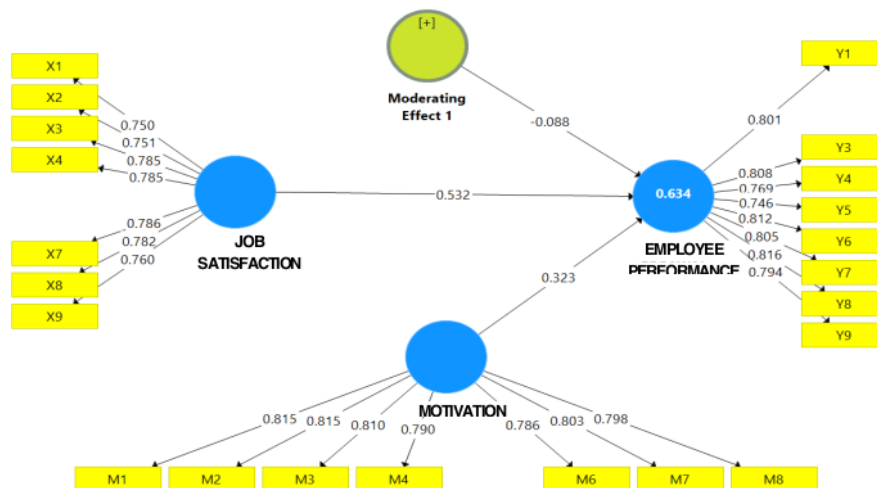 [+]
Moderating
Effect 1
X1
X2
X3
X4
X7
X8
X9
0.750
0.751
0.785
0.785
0.786
0.782
0.760
JOB
SATISFACTION
-0.088
0.532
0.323
0.634
EMPLOYEE
PERFORMANCE
0.801
0.808
0.769
0.746
0.812
0.805
0.816
0.794
Y1
Y3
Y4
Y5
Y6
Y7
Y8
Y9
MOTIVATION
0.815
0.815
0.810
0.790
0.786
0.803
0.798
M1
M2
M3
M4
M6
M7
M8